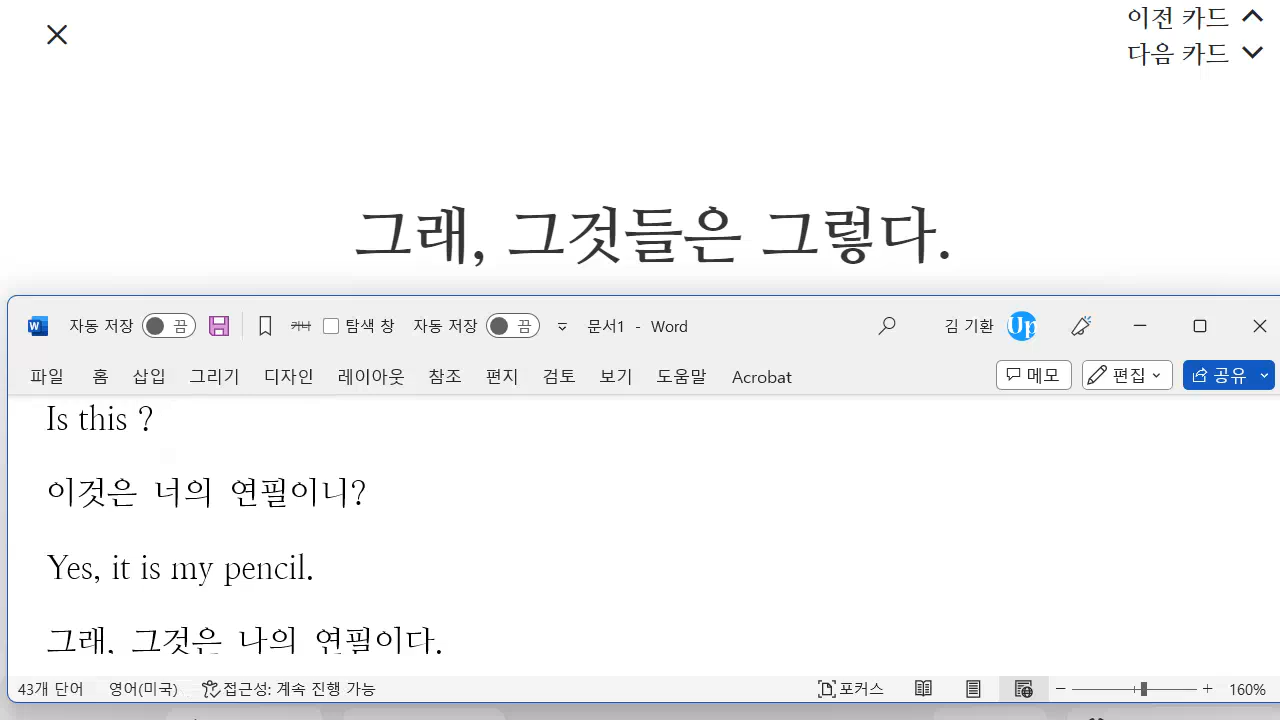 이전 카드
다음 카드
그래, 그것들은 그렇다.
자동 저장 끔 가나 탐색 창 자동 저장 끔 문서1 - Word 김 기환 Up
파일 홈 삽입 그리기 디자인 레이아웃 참조 편지 검토 보기 도움말 Acrobat 메모 편집 공유
Is this ?
이것은 너의 연필이니?
Yes, it is my pencil.
그래, 그것은 나의 연필이다.
43개 단어 영어(미국) 접근성: 계속 진행 가능 포커스 160%